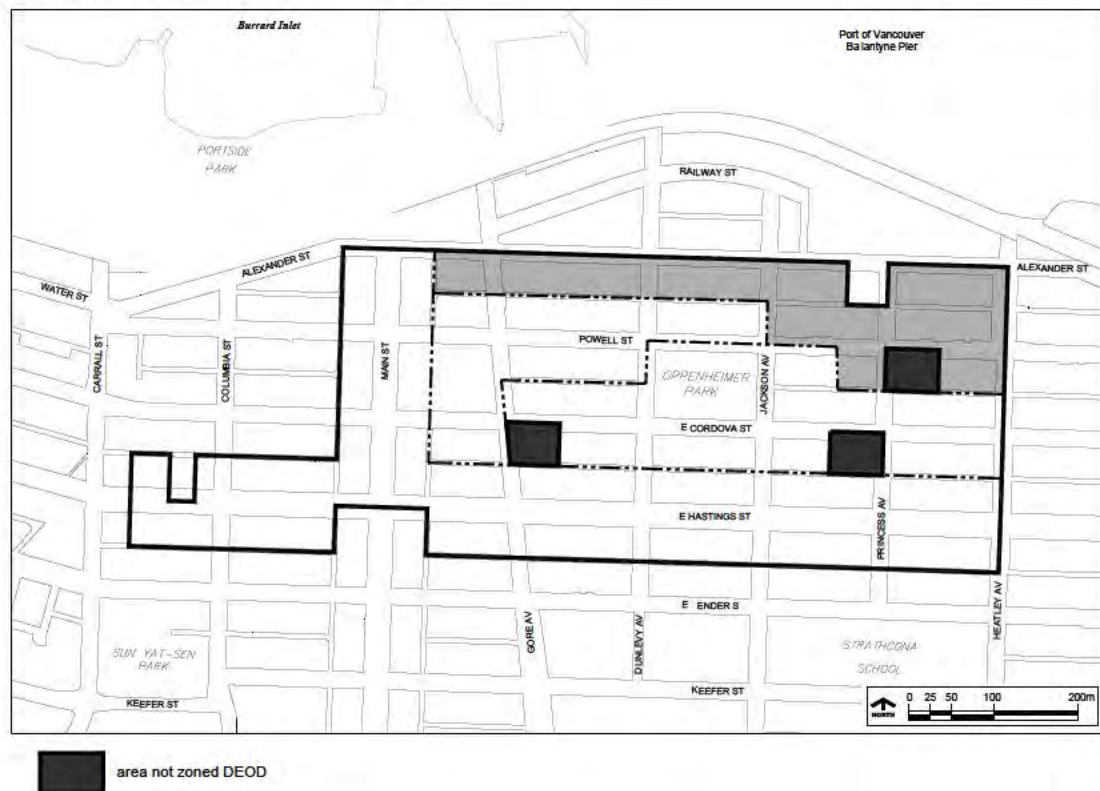 Burrard Inlet
Port of Vancouver
Ballantyne Pier
PORTSIDE
PARK
RAILWAY ST
ALEXANDER ST
ALEXANDER ST
WATER ST
CARRALL ST
COLUMBIA ST
MAIN ST
POWELL ST
OPPENHEIMER
PARK
JACKSON AV
E CORDOVA ST
E HASTINGS ST
PRINCESS AV
E ENDER S
GORE AV
DUNLEVY AV
HEATLEY AV
SUN YAT-SEN
PARK
STRATHCONA
SCHOOL
KEEFER ST
KEEFER ST
NORTH
0 25 50 100 200m
area not zoned DEOD